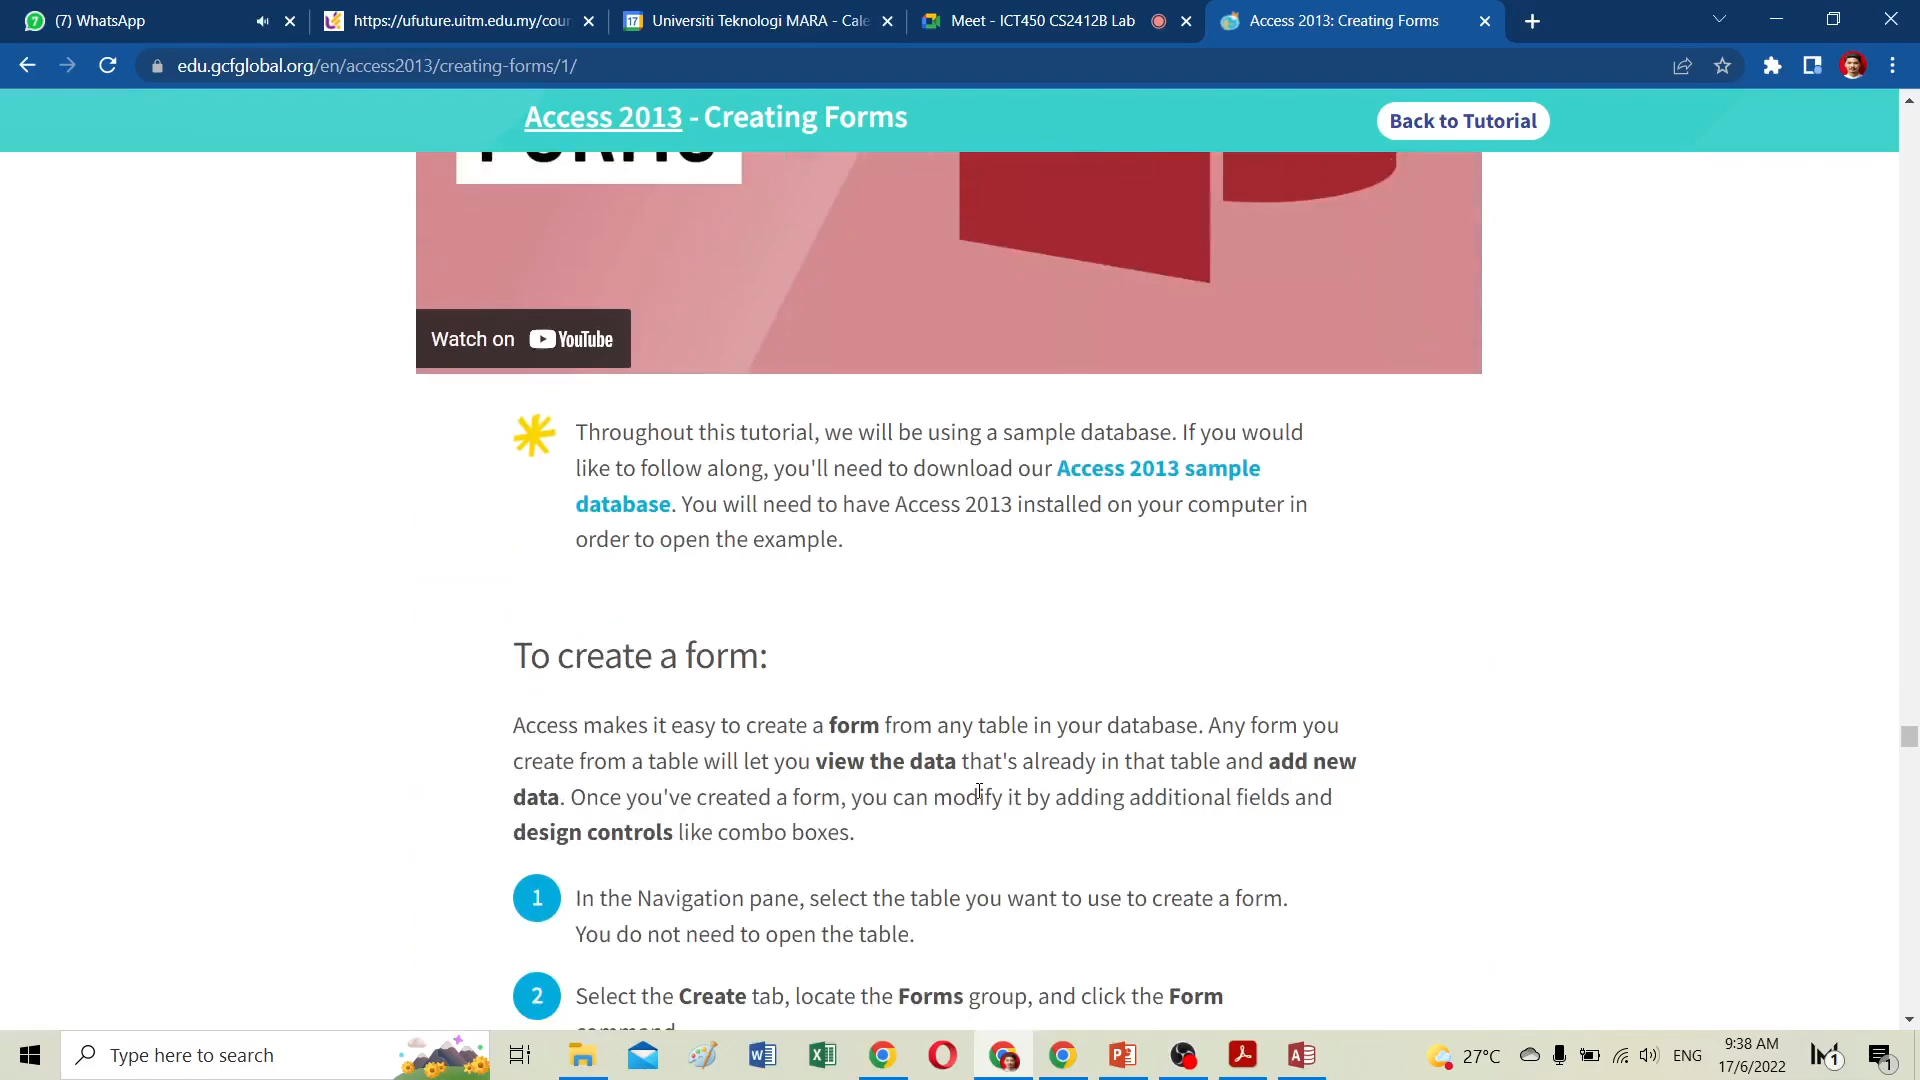 (7) WhatsApp
https://ufuture.uitm.edu.my/cour
Universiti Teknologi MARA - Cale
Meet - ICT450 CS2412B Lab
Access 2013: Creating Forms
edu.gcfglobal.org/en/access2013/creating-forms/1/
Access 2013 - Creating Forms
Back to Tutorial
Watch on YouTube
Throughout this tutorial, we will be using a sample database. If you would
like to follow along, you'll need to download our Access 2013 sample
database. You will need to have Access 2013 installed on your computer in
order to open the example.
To create a form:
Access makes it easy to create a form from any table in your database. Any form you
create from a table will let you view the data that's already in that table and add new
data. Once you've created a form, you can modify it by adding additional fields and
design controls like combo boxes.
1 In the Navigation pane, select the table you want to use to create a form.
You do not need to open the table.
2 Select the Create tab, locate the Forms group, and click the Form
Type here to search
27°C
ENG
9:38 AM
17/6/2022
1
1